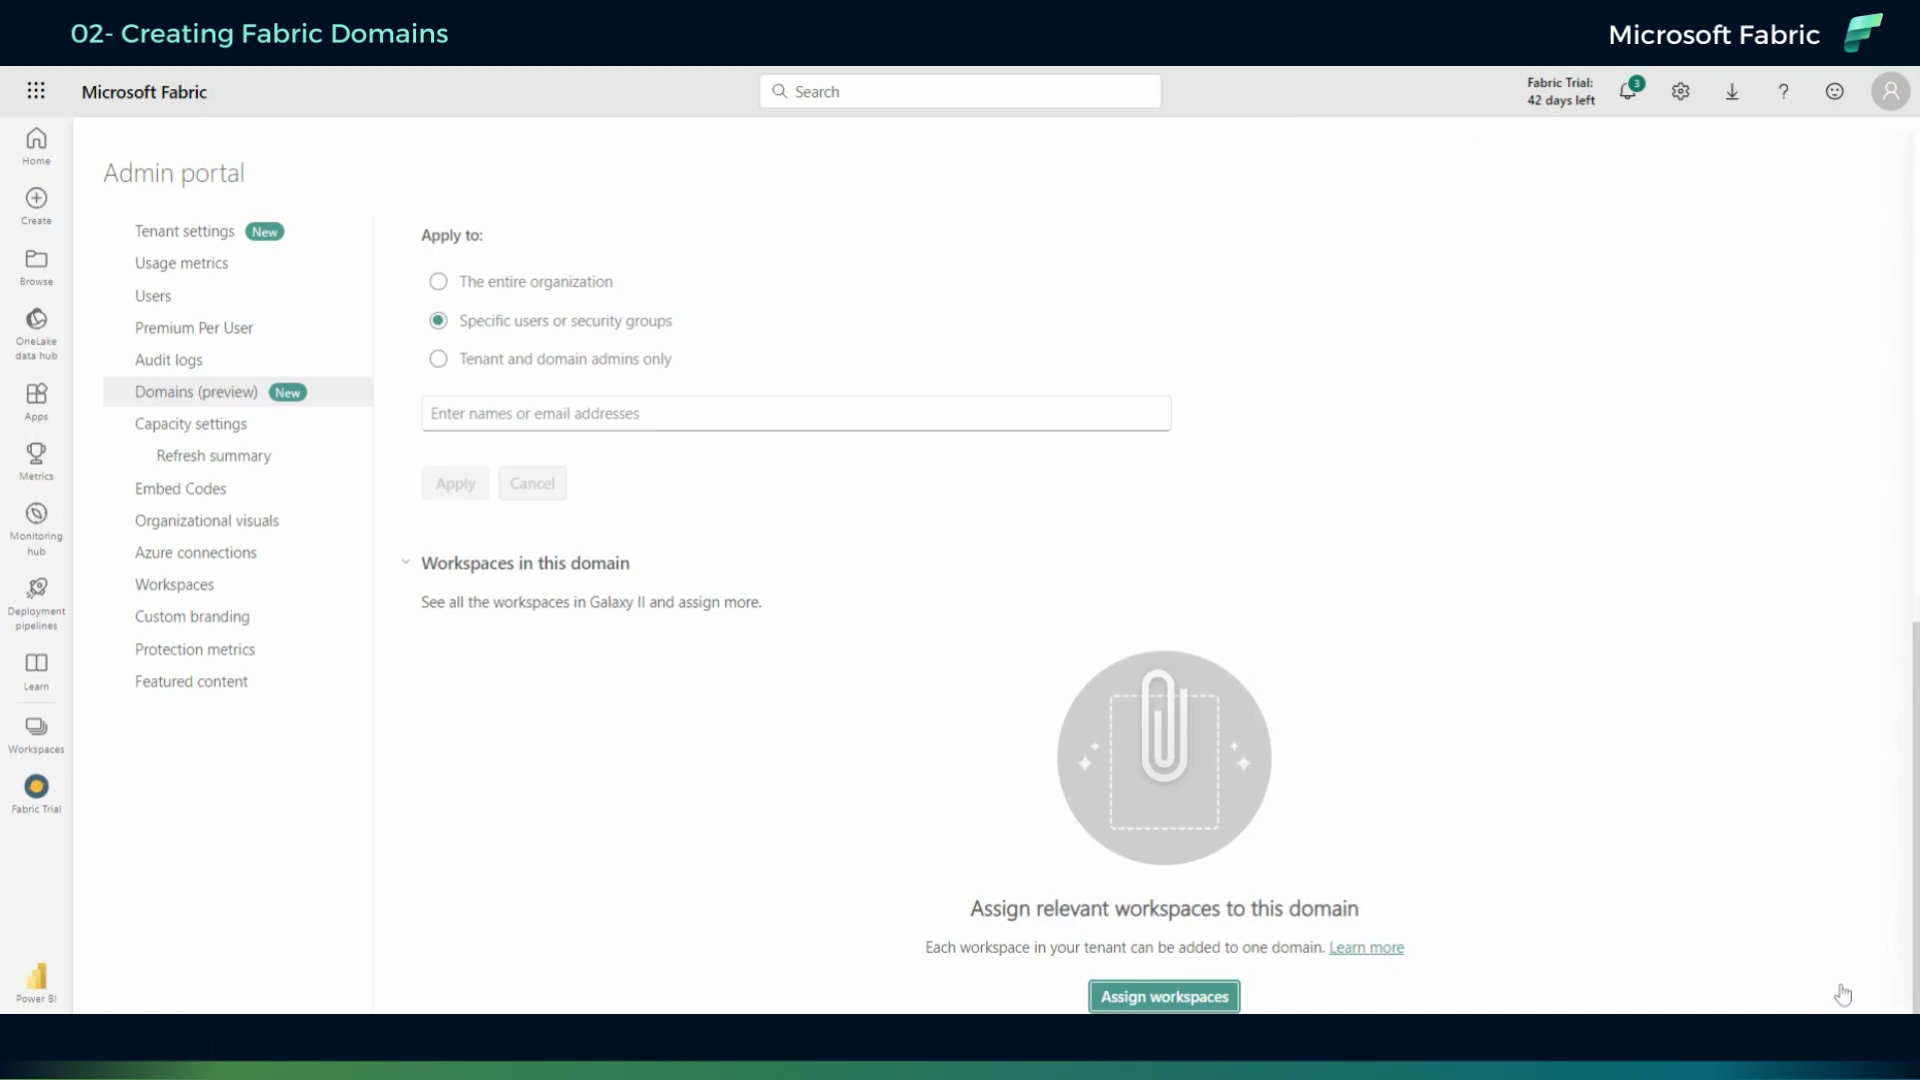 02- Creating Fabric Domains
Microsoft Fabric
Microsoft Fabric
Search
Fabric Trial:
42 days left
3
?
Home
Create
Browse
OneLake
data hub
Apps
Metrics
Monitoring
hub
Deployment
pipelines
Learn
Workspaces
Fabric Trial
Power BI
Admin portal
Tenant settings New
Usage metrics
Users
Premium Per User
Audit logs
Domains (preview) New
Capacity settings
Refresh summary
Embed Codes
Organizational visuals
Azure connections
Workspaces
Custom branding
Protection metrics
Featured content
Apply to:
The entire organization
Specific users or security groups
Tenant and domain admins only
Enter names or email addresses
Apply Cancel
Workspaces in this domain
See all the workspaces in Galaxy II and assign more.
Assign relevant workspaces to this domain
Each workspace in your tenant can be added to one domain. Learn more
Assign workspaces